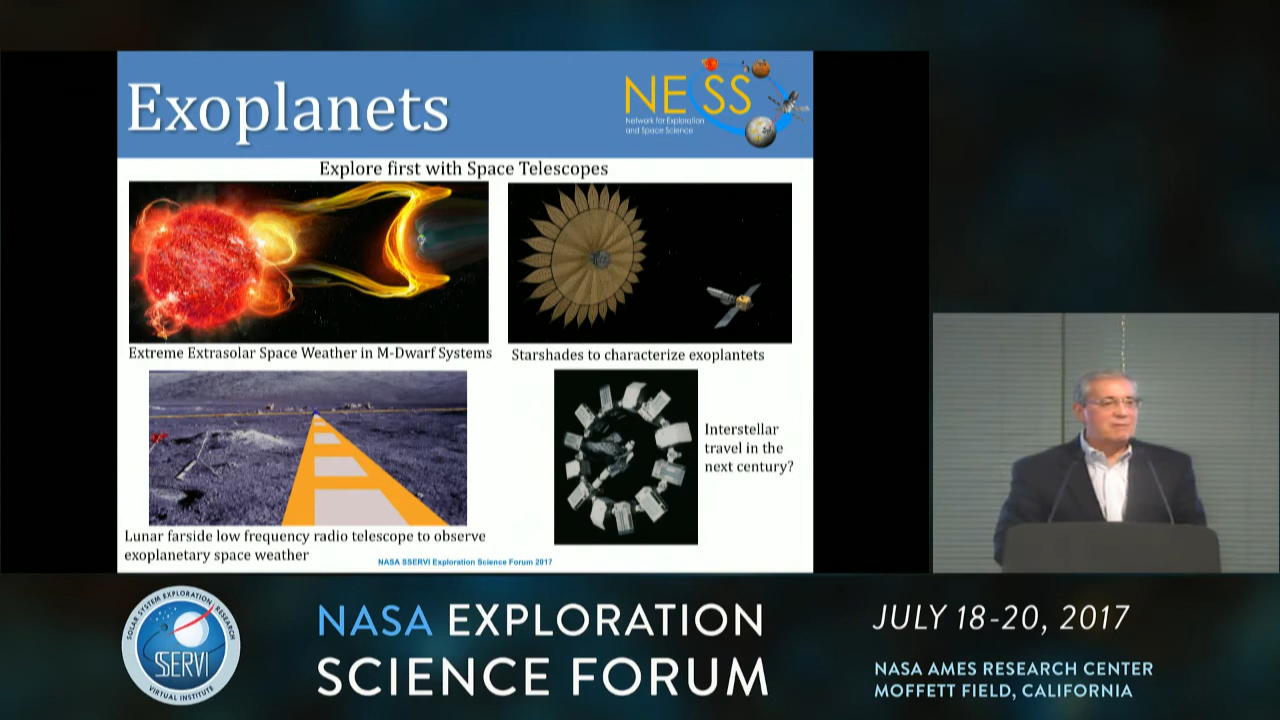 Exoplanets
NESS
Network for Exploration
and Space Science
Explore first with Space Telescopes
Extreme Extrasolar Space Weather in M-Dwarf Systems
Starshades to characterize exoplantets
Interstellar
travel in the
next century?
Lunar farside low frequency radio telescope to observe
exoplanetary space weather
NASA SSERVI Exploration Science Forum 2017
SOLAR SYSTEM EXPLORATION RESEARCH
SSERVI
VIRTUAL INSTITUTE
NASA EXPLORATION
SCIENCE FORUM
JULY 18-20, 2017
NASA AMES RESEARCH CENTER
MOFFETT FIELD, CALIFORNIA